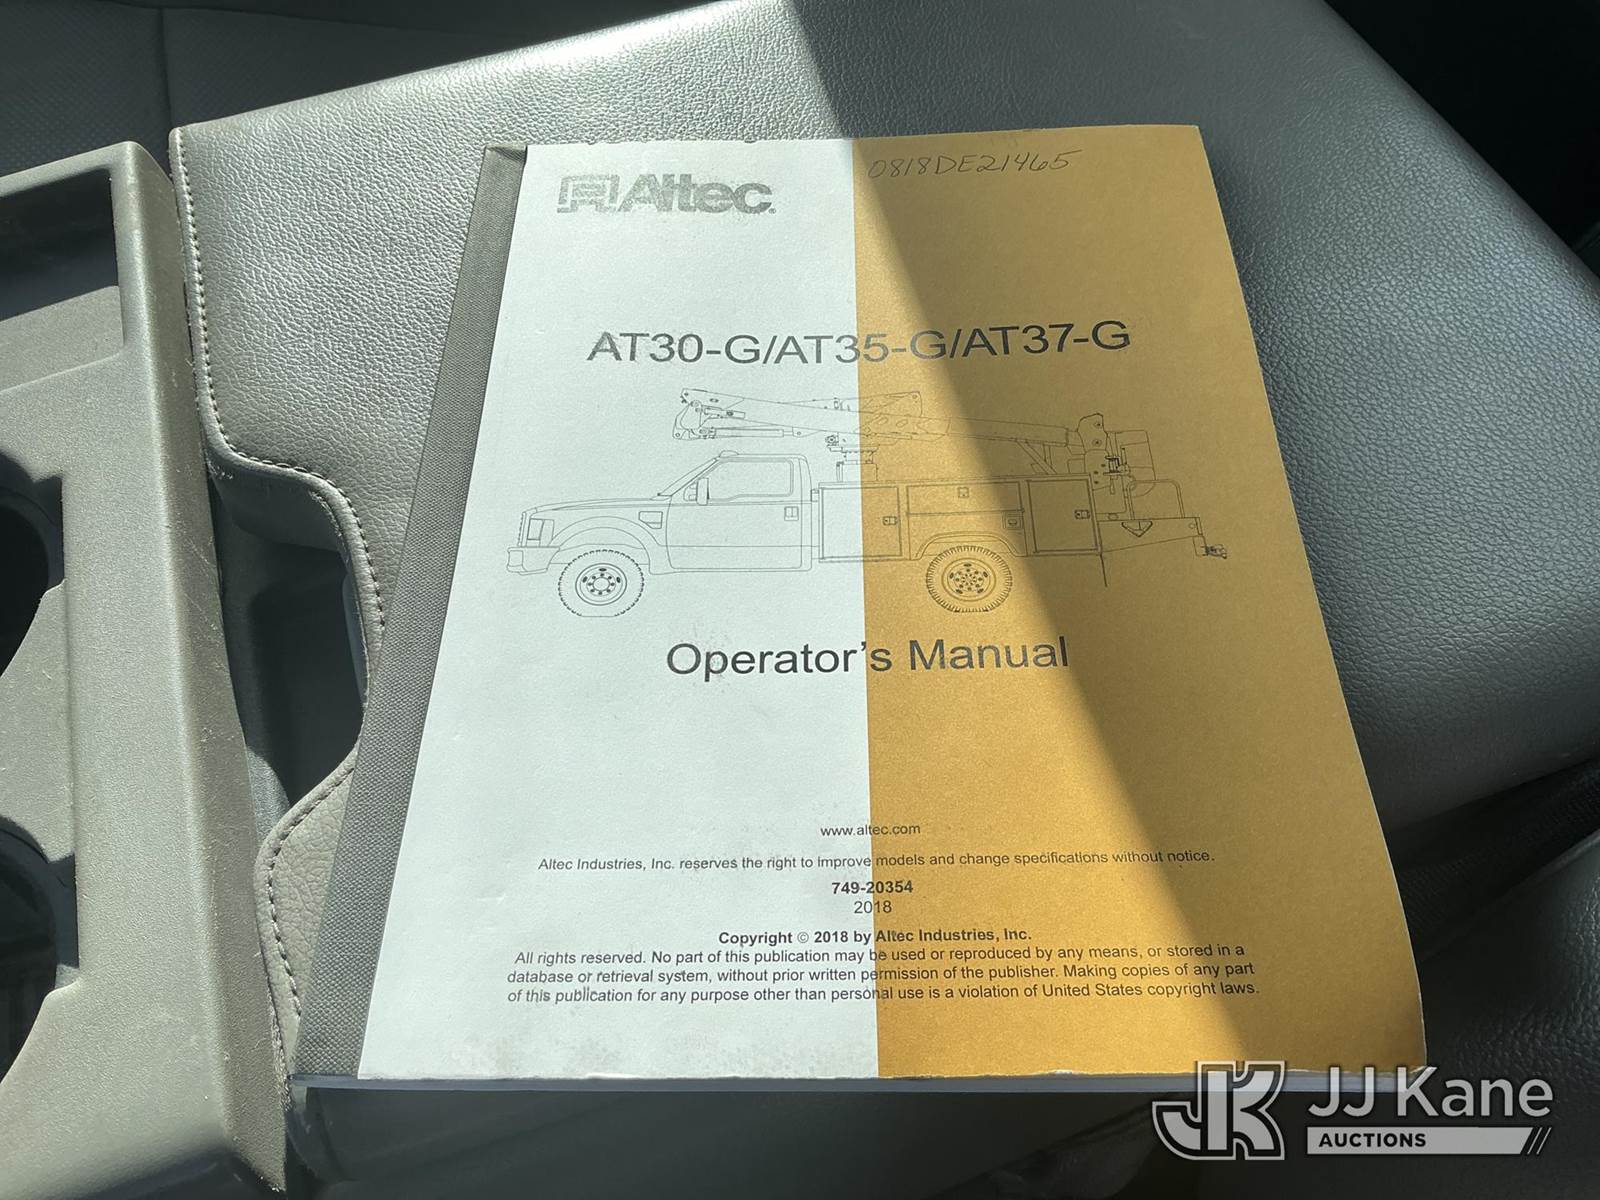 0818DE21465
Altec
AT30-G/AT35-G/AT37-G
Operator's Manual
www.altec.com
Altec Industries, Inc. reserves the right to improve models and change specifications without notice.
749-20354
2018
Copyright © 2018 by Altec Industries, Inc.
All rights reserved. No part of this publication may be used or reproduced by any means, or stored in a
database or retrieval system, without prior written permission of the publisher. Making copies of any part
of this publication for any purpose other than personal use is a violation of United States copyright laws.
JJ Kane
AUCTIONS